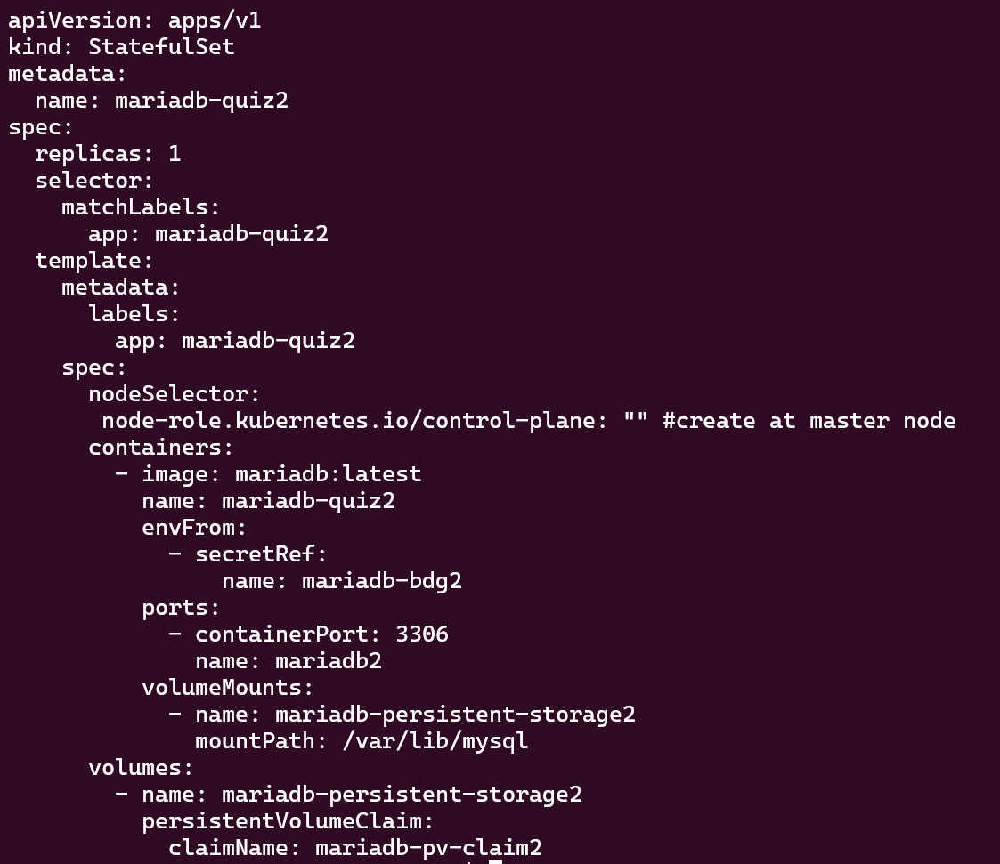 apiVersion: apps/v1
kind: StatefulSet
metadata:
  name: mariadb-quiz2
spec:
  replicas: 1
  selector:
    matchLabels:
      app: mariadb-quiz2
  template:
    metadata:
      labels:
        app: mariadb-quiz2
    spec:
      nodeSelector:
       node-role.kubernetes.io/control-plane: "" #create at master node
      containers:
        - image: mariadb:latest
          name: mariadb-quiz2
          envFrom:
            - secretRef:
                name: mariadb-bdg2
          ports:
            - containerPort: 3306
              name: mariadb2
          volumeMounts:
            - name: mariadb-persistent-storage2
              mountPath: /var/lib/mysql
      volumes:
        - name: mariadb-persistent-storage2
          persistentVolumeClaim:
            claimName: mariadb-pv-claim2